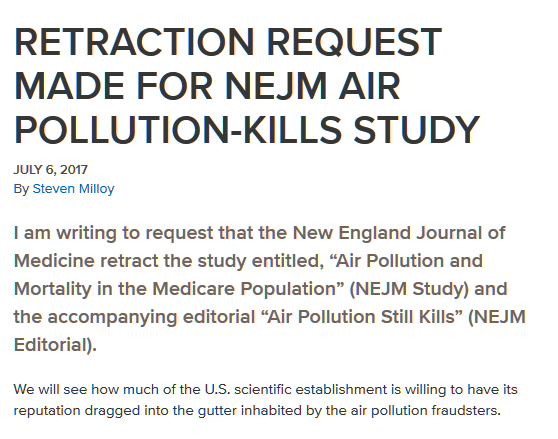 RETRACTION REQUEST
MADE FOR NEJM AIR
POLLUTION-KILLS STUDY
JULY 6, 2017
By Steven Milloy
I am writing to request that the New England Journal of
Medicine retract the study entitled, “Air Pollution and
Mortality in the Medicare Population” (NEJM Study) and
the accompanying editorial “Air Pollution Still Kills” (NEJM
Editorial).
We will see how much of the U.S. scientific establishment is willing to have its
reputation dragged into the gutter inhabited by the air pollution fraudsters.